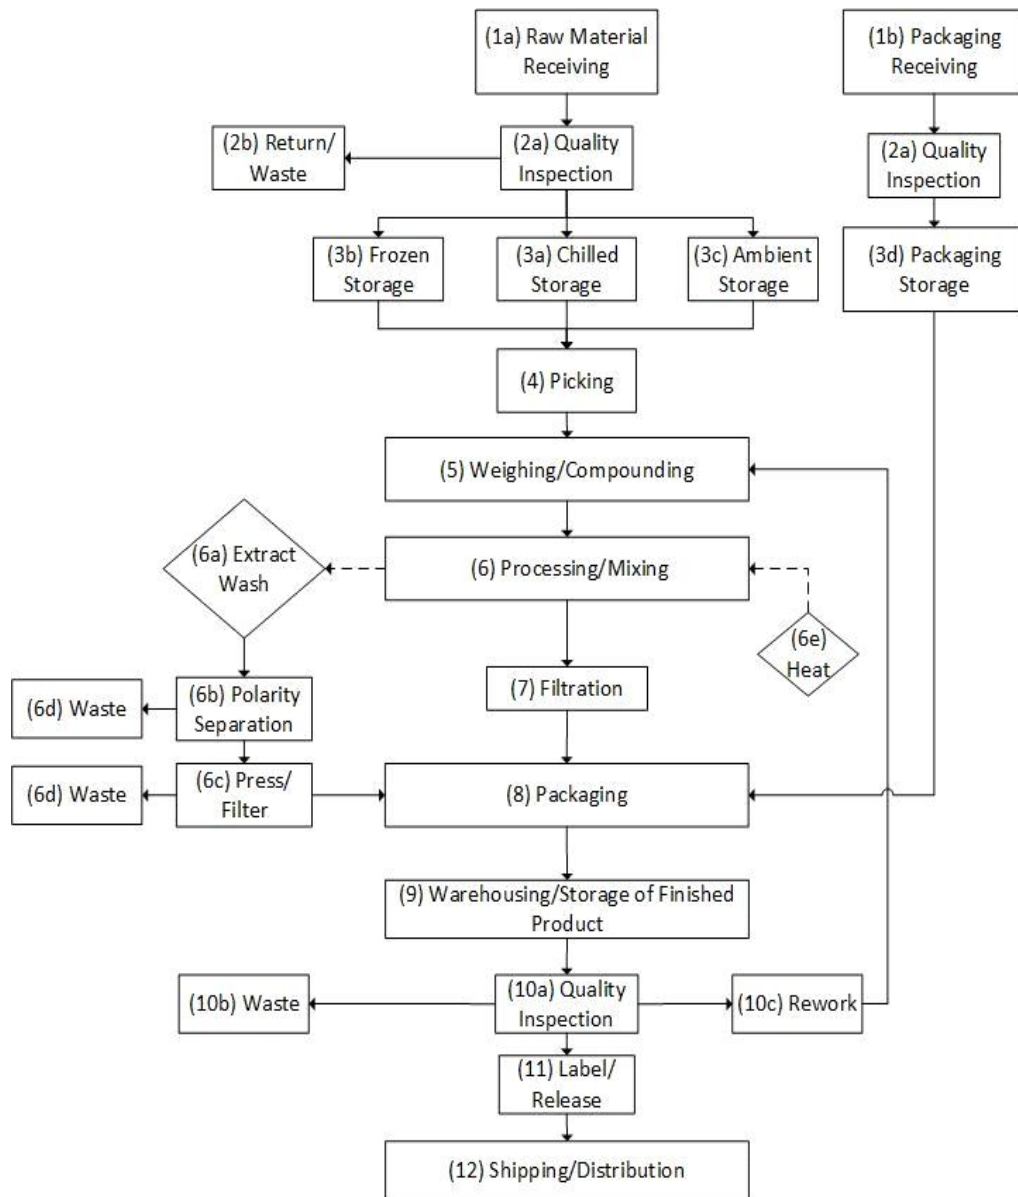 (1a) Raw Material
Receiving
(1b) Packaging
Receiving
(2b) Return/
Waste
(2a) Quality
Inspection
(2a) Quality
Inspection
(3b) Frozen
Storage
(3a) Chilled
Storage
(3c) Ambient
Storage
(3d) Packaging
Storage
(4) Picking
(5) Weighing/Compounding
(6a) Extract
Wash
(6) Processing/Mixing
(6e)
Heat
(6d) Waste
(6b) Polarity
Separation
(7) Filtration
(6d) Waste
(6c) Press/
Filter
(8) Packaging
(9) Warehousing/Storage of Finished
Product
(10b) Waste
(10a) Quality
Inspection
(10c) Rework
(11) Label/
Release
(12) Shipping/Distribution